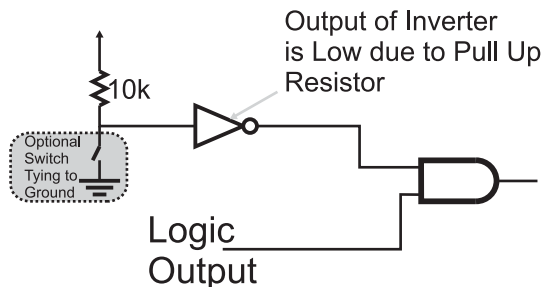 Output of Inverter
is Low due to Pull Up
Resistor
10k
Optional
Switch
Tying to
Ground
Logic
Output